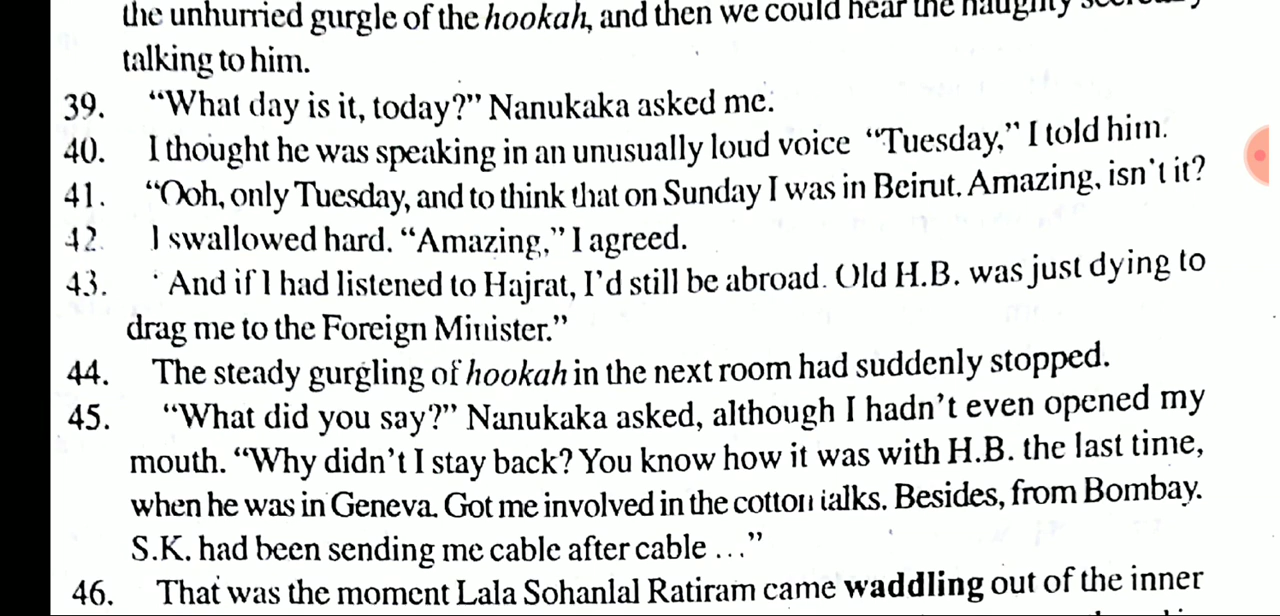 the unhurried gurgle of the hookah, and then we could hear the naughty
talking to him.
39. “What day is it, today?” Nanukaka asked me.
40. I thought he was speaking in an unusually loud voice “Tuesday,” I told him.
41. “Ooh, only Tuesday, and to think that on Sunday I was in Beirut. Amazing, isn't it?
42. I swallowed hard. “Amazing,” I agreed.
43. ‘ And if I had listened to Hajrat, I’d still be abroad. Old H.B. was just dying to
drag me to the Foreign Minister.”
44. The steady gurgling of hookah in the next room had suddenly stopped.
45. “What did you say?” Nanukaka asked, although I hadn’t even opened my
mouth. “Why didn’t I stay back? You know how it was with H.B. the last time,
when he was in Geneva. Got me involved in the cotton talks. Besides, from Bombay.
S.K. had been sending me cable after cable ...”
46. That was the moment Lala Sohanlal Ratiram came waddling out of the inner